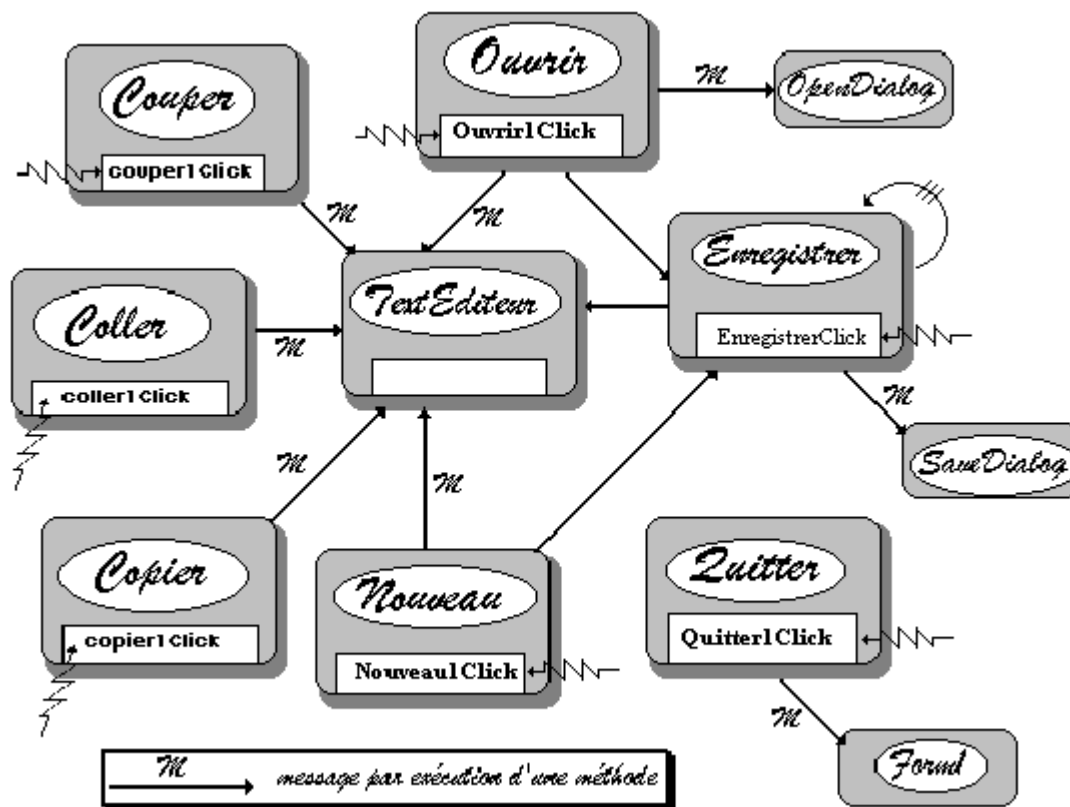 Couper
couper1Click
Ouvrir
Ouvrir1Click
M
OpenDialog
M
M
Coller
coller1Click
M
TextEditeur
Enregistrer
EnregistrerClick
M
SaveDialog
Copier
copier1Click
M
M
Nouveau
Nouveau1Click
Quitter
Quitter1Click
M
Form1
M
message par exécution d'une méthode